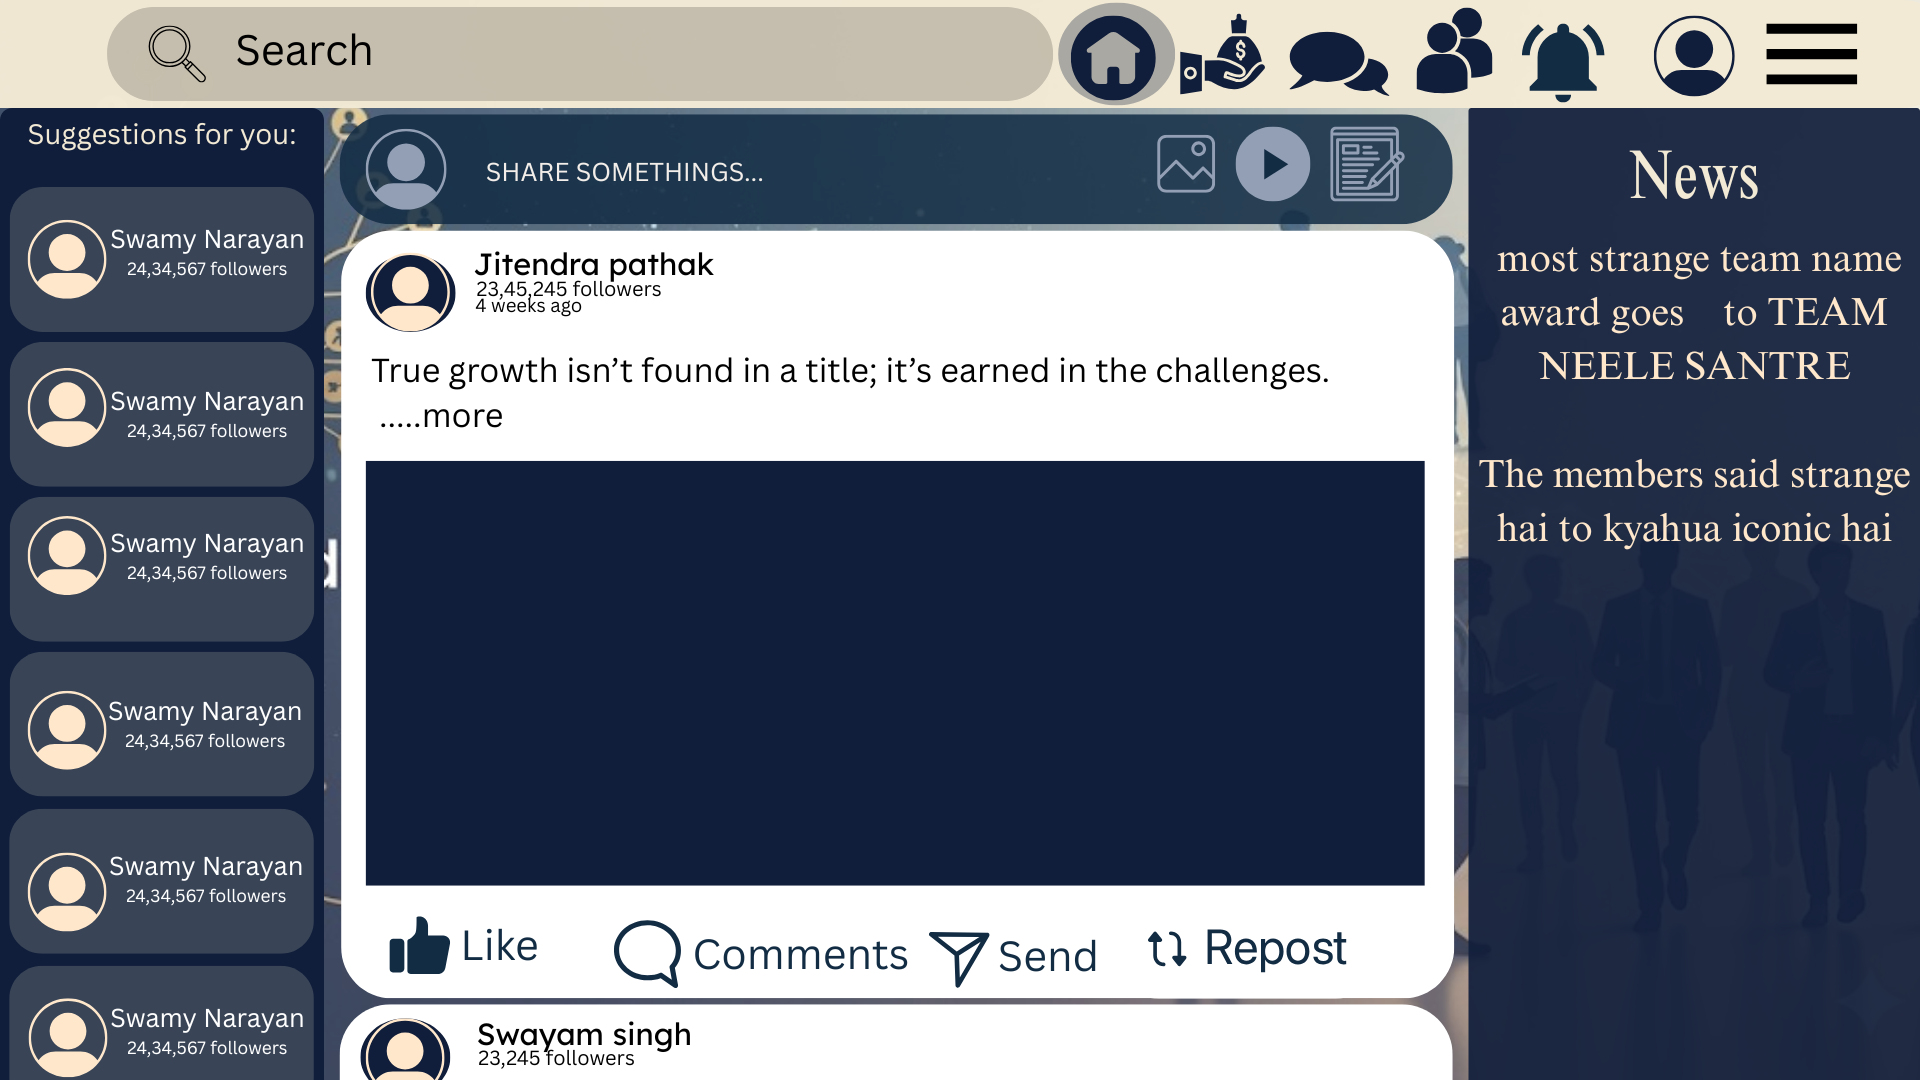 Search
$
Suggestions for you:
Swamy Narayan
24,34,567 followers
Swamy Narayan
24,34,567 followers
Swamy Narayan
24,34,567 followers
Swamy Narayan
24,34,567 followers
Swamy Narayan
24,34,567 followers
Swamy Narayan
24,34,567 followers
SHARE SOMETHINGS...
Jitendra pathak
23,45,245 followers
4 weeks ago
True growth isn’t found in a title; it’s earned in the challenges.
.....more
d
Like
Comments
Send
Repost
Swayam singh
23,245 followers
News
most strange team name
award goes to TEAM
NEELE SANTRE
The members said strange
hai to kyahua iconic hai